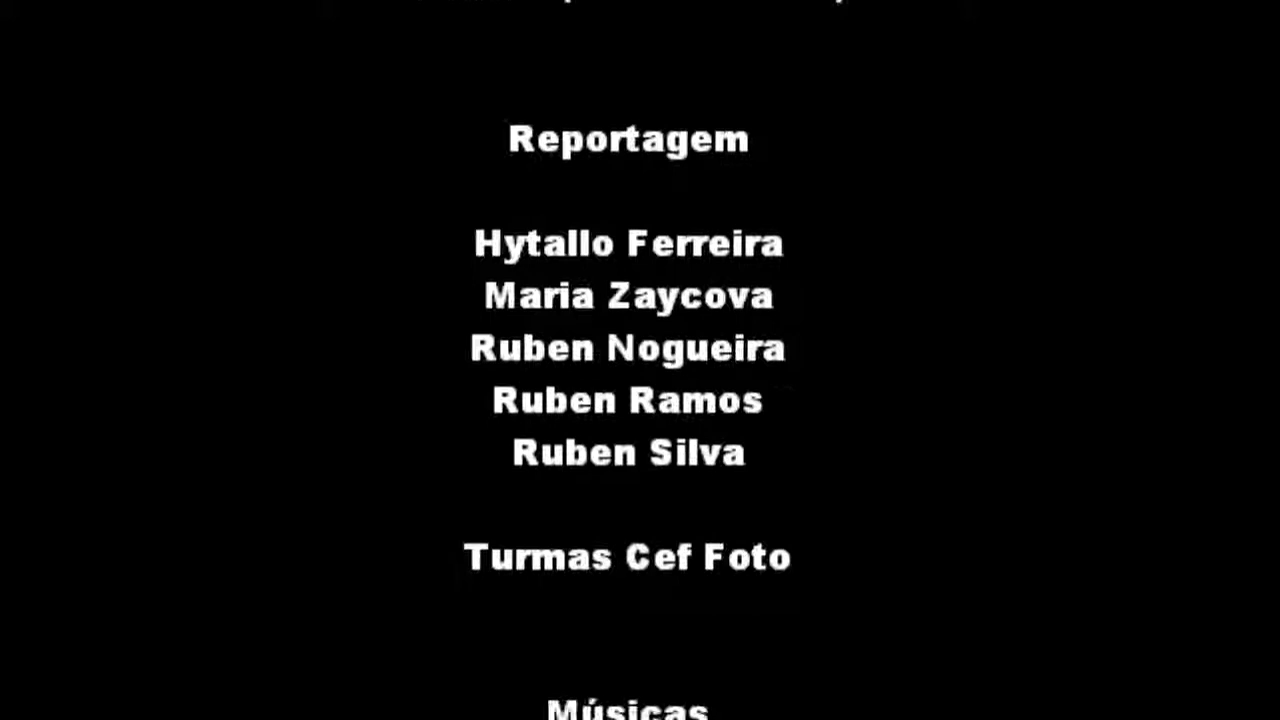 Reportagem
Hytallo Ferreira
Maria Zaycova
Ruben Nogueira
Ruben Ramos
Ruben Silva
Turmas Cef Foto
Músicas